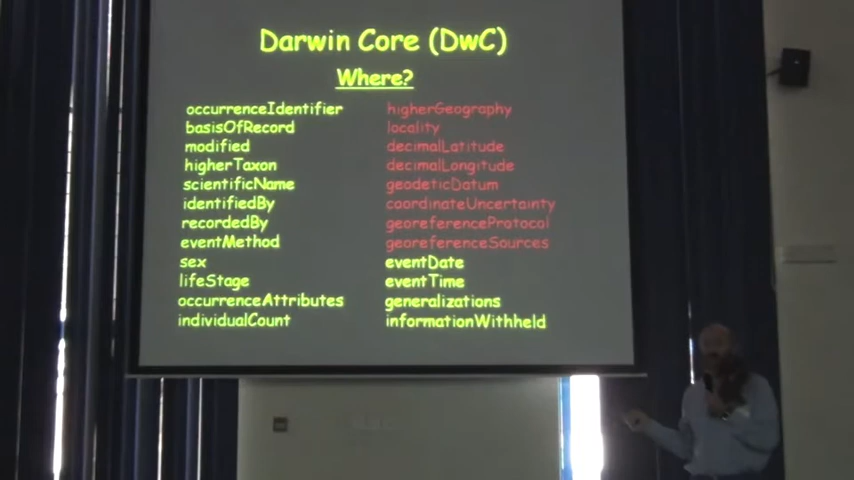 Darwin Core (DwC)
Where?
occurrenceIdentifier
basisOfRecord
modified
higherTaxon
scientificName
identifiedBy
recordedBy
eventMethod
sex
lifeStage
occurrenceAttributes
individualCount
higherGeography
locality
decimalLatitude
decimalLongitude
geodeticDatum
coordinateUncertainty
georeferenceProtocol
georeferenceSources
eventDate
eventTime
generalizations
informationWithheld